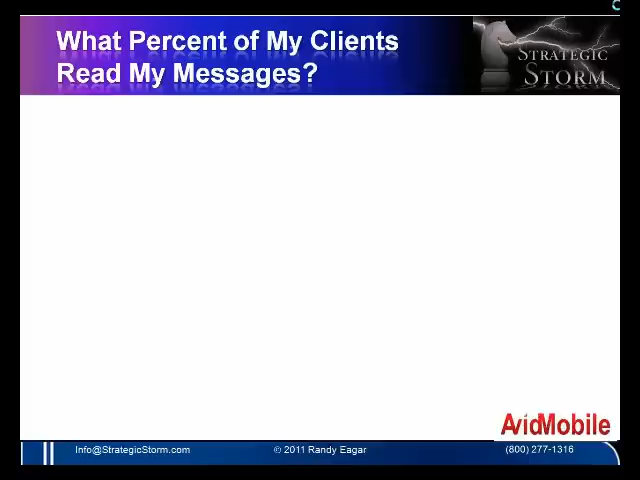 What Percent of My Clients
Read My Messages?
STRATEGIC
STORM
AvidMobile
Info@StrategicStorm.com
© 2011 Randy Eagar
(800) 277-1316